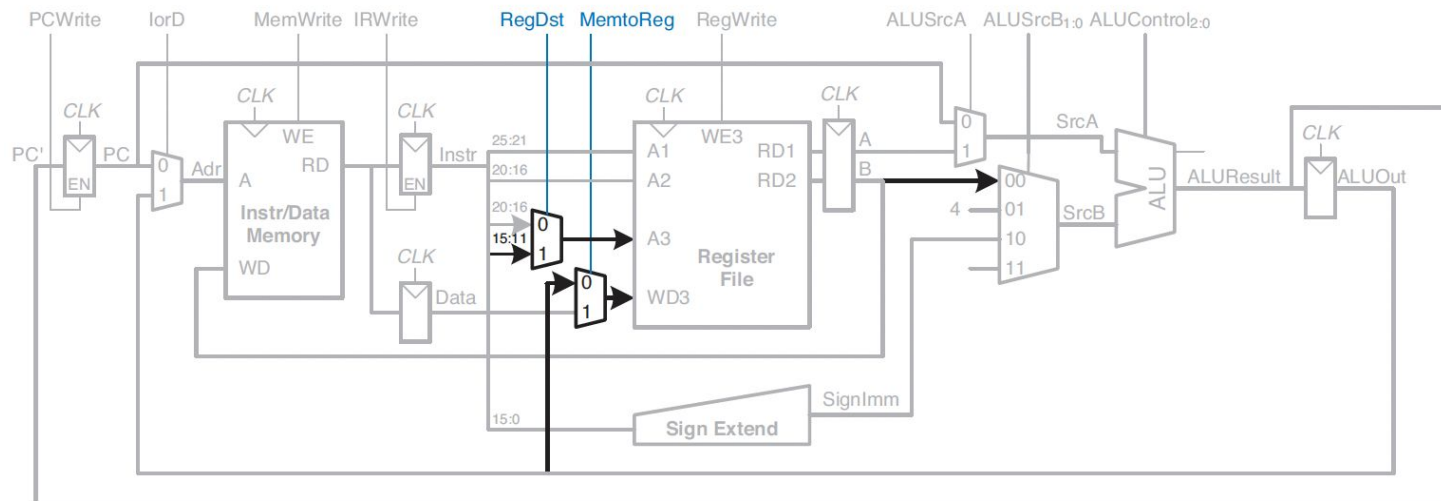 PCWrite IorD MemWrite IRWrite RegDst MemtoReg RegWrite ALUSrcA ALUSrcB1:0 ALUControl2:0
CLK CLK CLK CLK CLK CLK
PC' PC EN
0 1 Adr
A WE RD
Instr/Data
Memory
WD
EN Instr
Data
25:21
20:16
20:16
15:11
15:0
0
1
0
1
A1 WE3 RD1
A2 RD2
A3
Register
File
WD3
A
B
0
1
SrcA
00
4 01
10
11
SrcB
ALU
ALUResult
CLK
ALUOut
SignImm
Sign Extend